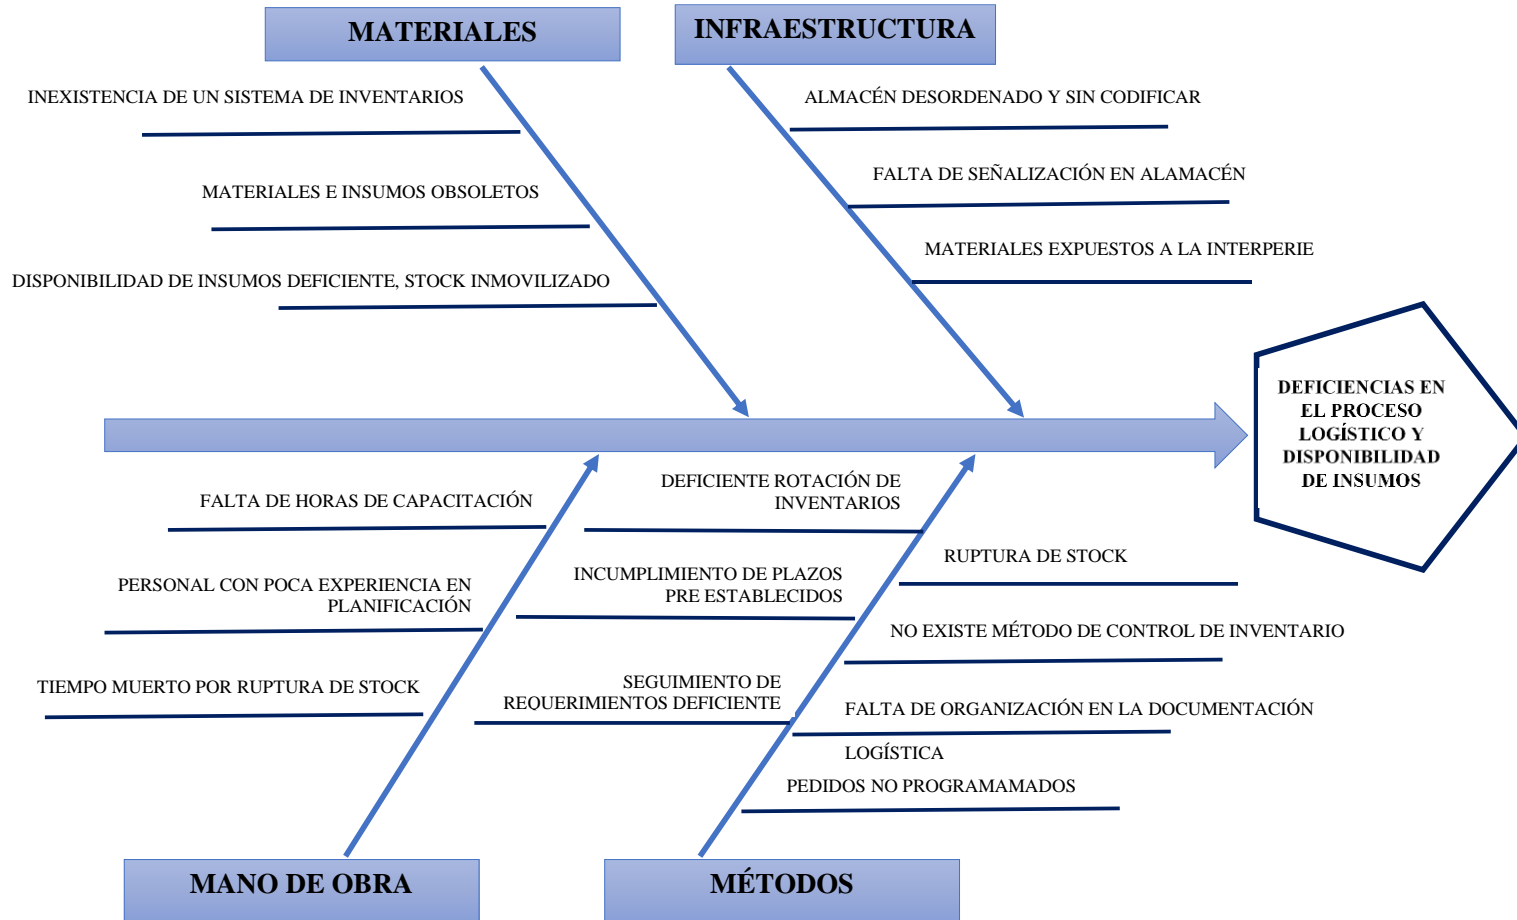 MATERIALES
INFRAESTRUCTURA
INEXISTENCIA DE UN SISTEMA DE INVENTARIOS
MATERIALES E INSUMOS OBSOLETOS
DISPONIBILIDAD DE INSUMOS DEFICIENTE, STOCK INMOVILIZADO
ALMACÉN DESORDENADO Y SIN CODIFICAR
FALTA DE SEÑALIZACIÓN EN ALAMACÉN
MATERIALES EXPUESTOS A LA INTERPERIE
DEFICIENCIAS EN
EL PROCESO
LOGÍSTICO Y
DISPONIBILIDAD
DE INSUMOS
FALTA DE HORAS DE CAPACITACIÓN
PERSONAL CON POCA EXPERIENCIA EN
PLANIFICACIÓN
TIEMPO MUERTO POR RUPTURA DE STOCK
DEFICIENTE ROTACIÓN DE
INVENTARIOS
INCUMPLIMIENTO DE PLAZOS
PRE ESTABLECIDOS
SEGUIMIENTO DE
REQUERIMIENTOS DEFICIENTE
RUPTURA DE STOCK
NO EXISTE MÉTODO DE CONTROL DE INVENTARIO
FALTA DE ORGANIZACIÓN EN LA DOCUMENTACIÓN
LOGÍSTICA
PEDIDOS NO PROGRAMAMADOS
MANO DE OBRA
MÉTODOS